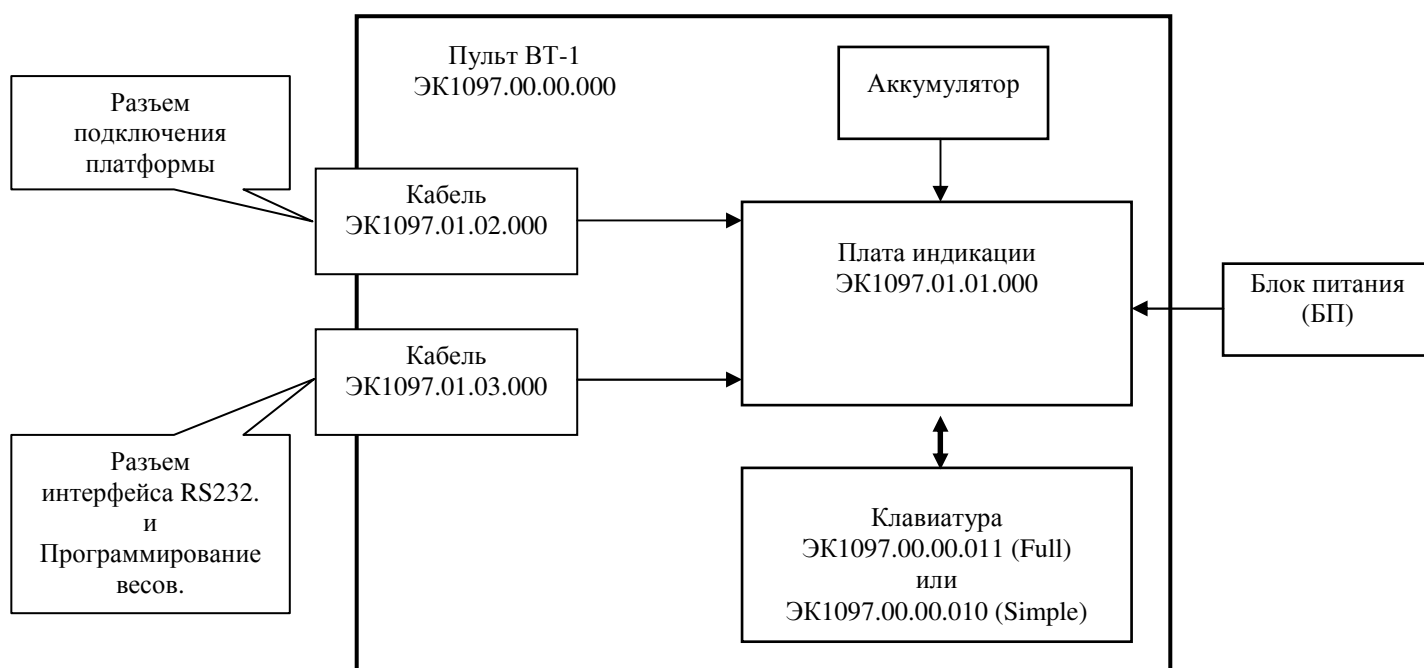 Пульт ВТ-1
ЭК1097.00.00.000
Аккумулятор
Разъем
подключения
платформы
Кабель
ЭК1097.01.02.000
Плата индикации
ЭК1097.01.01.000
Блок питания
(БП)
Кабель
ЭК1097.01.03.000
Разъем
интерфейса RS232.
и
Программирование
весов.
Клавиатура
ЭК1097.00.00.011 (Full)
или
ЭК1097.00.00.010 (Simple)